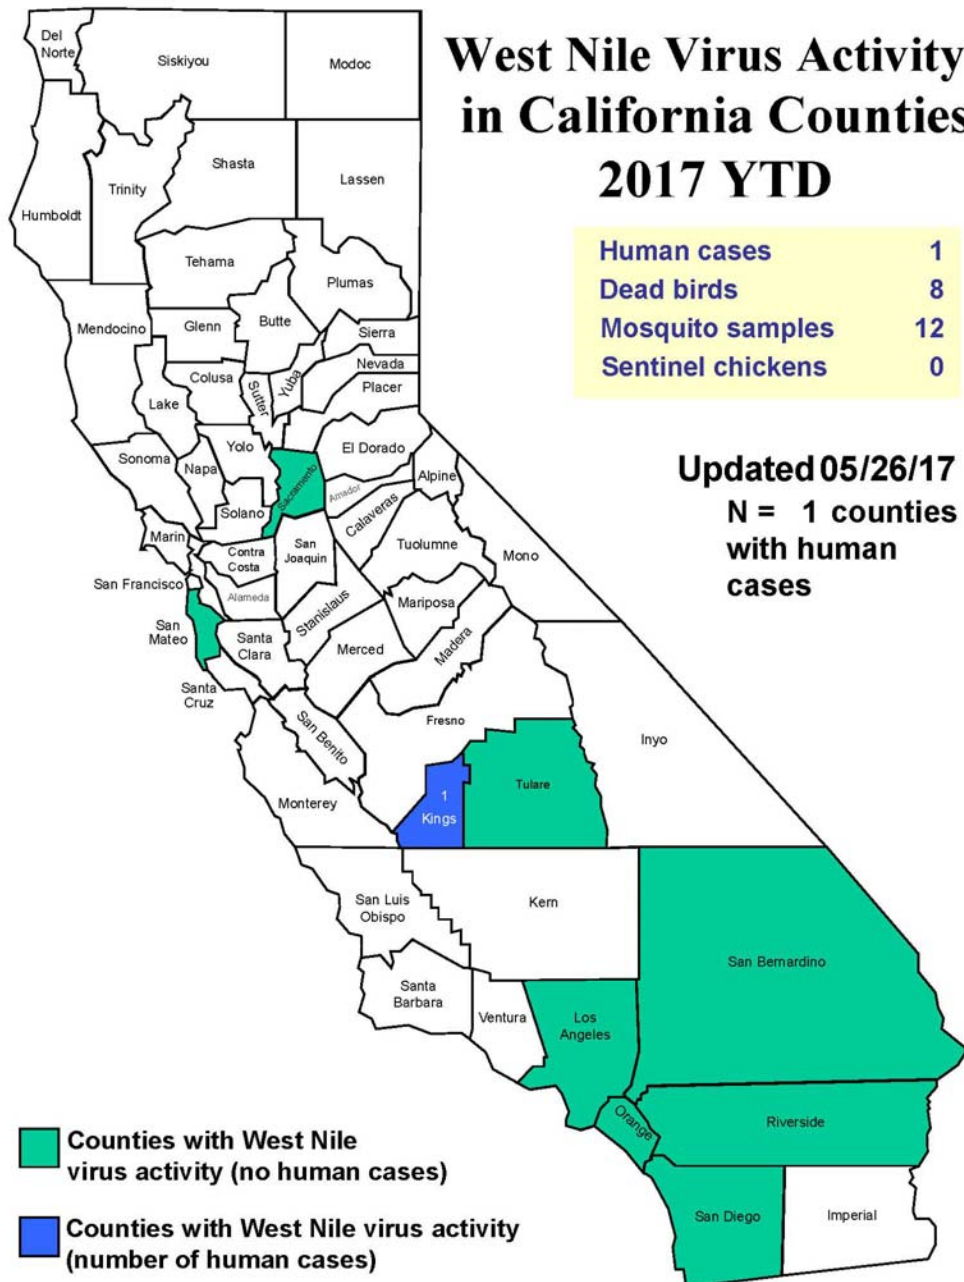 West Nile Virus Activity
in California Counties
2017 YTD
Human cases 1
Dead birds 8
Mosquito samples 12
Sentinel chickens 0
Updated 05/26/17
N = 1 counties
with human
cases
Del
Norte
Siskiyou
Modoc
Shasta
Lassen
Trinity
Humboldt
Tehama
Plumas
Mendocino
Glenn
Butte
Sierra
Nevada
Placer
Colusa
Sutter
Yuba
Lake
Yolo
El Dorado
Sonoma
Napa
Sacramento
Alpine
Amador
Solano
Calaveras
Marin
San
Joaquin
Tuolumne
Mono
Contra
Costa
San Francisco
Alameda
Stanislaus
Mariposa
San
Mateo
Santa
Clara
Merced
Madera
Santa
Cruz
San Benito
Fresno
Inyo
Monterey
1
Kings
Tulare
San Luis
Obispo
Kern
San Bernardino
Santa
Barbara
Ventura
Los
Angeles
Orange
Riverside
San Diego
Imperial
Counties with West Nile
virus activity (no human cases)
Counties with West Nile virus activity
(number of human cases)